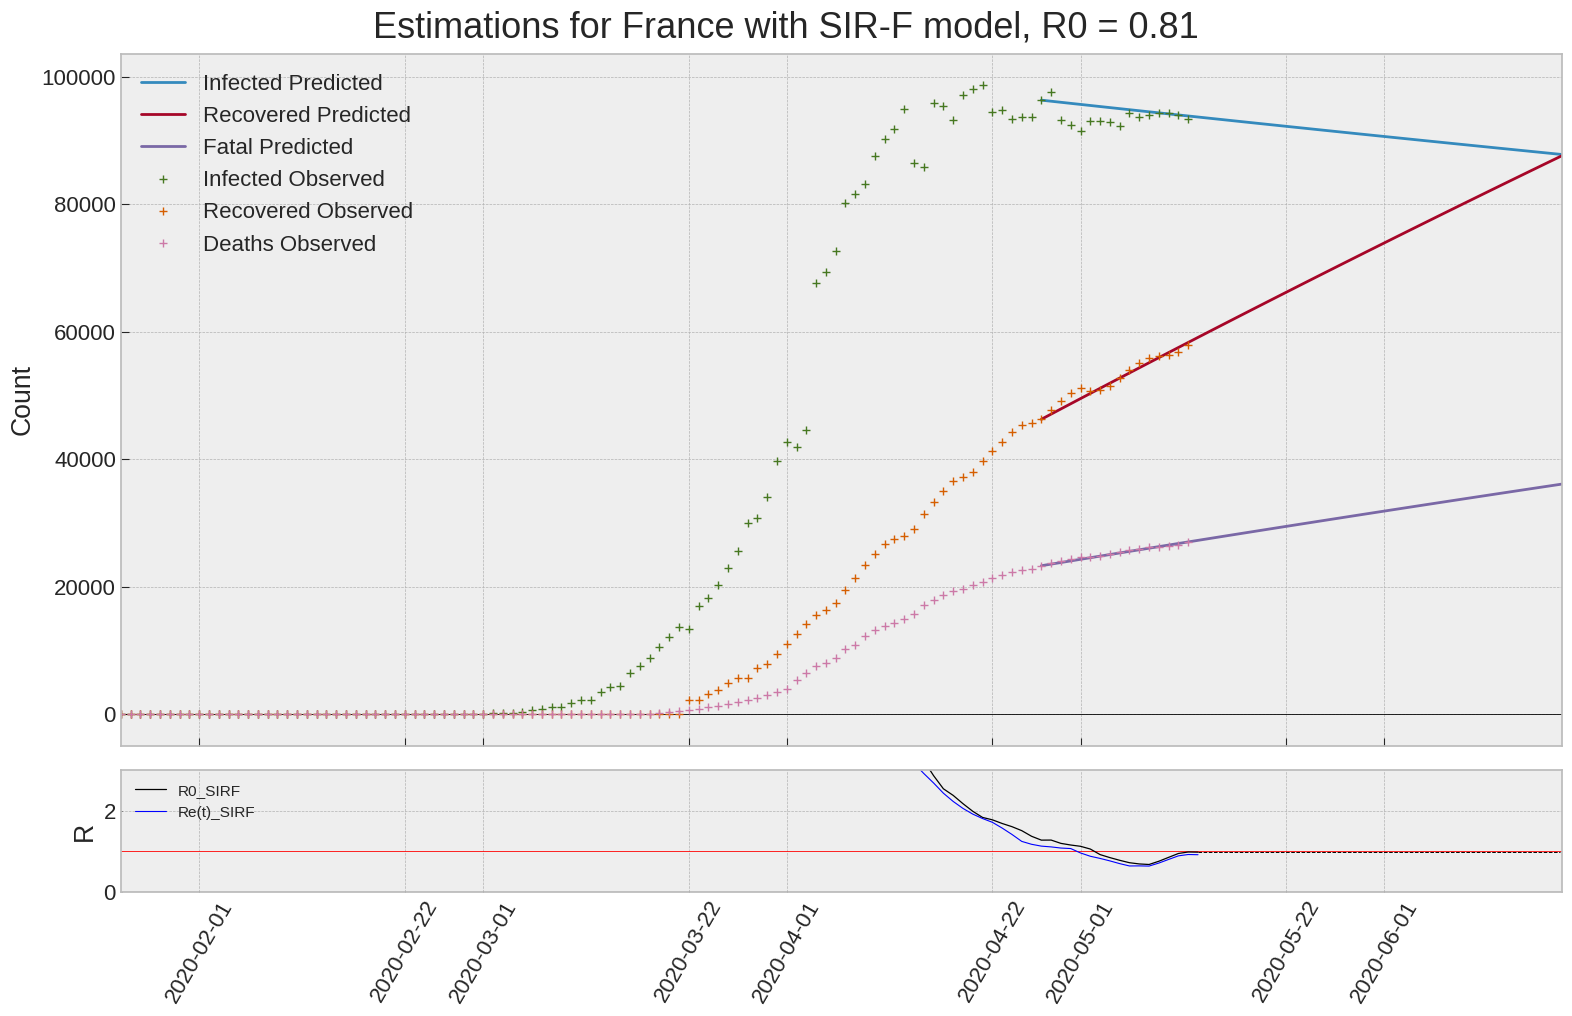 Estimations for France with SIR-F model, R0 = 0.81
Infected Predicted
Recovered Predicted
Fatal Predicted
Infected Observed
Recovered Observed
Deaths Observed
100000
80000
60000
40000
20000
0
Count
R0_SIRF
Re(t)_SIRF
2
0
R
2020-02-01
2020-02-22
2020-03-01
2020-03-22
2020-04-01
2020-04-22
2020-05-01
2020-05-22
2020-06-01